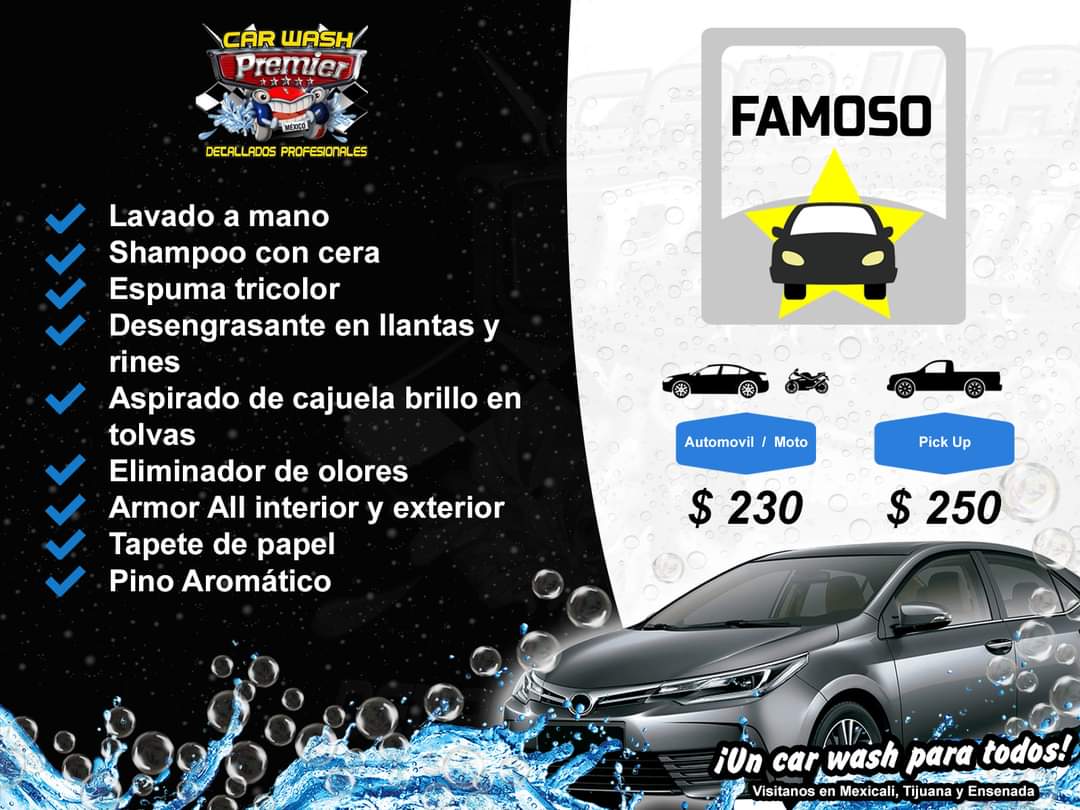 CAR WASH
Premier
MÉXICO
DETALLADOS PROFESIONALES
Lavado a mano
Shampoo con cera
Espuma tricolor
Desengrasante en llantas y
rines
Aspirado de cajuela brillo en
tolvas
Eliminador de olores
Armor All interior y exterior
Tapete de papel
Pino Aromático
FAMOSO
Automovil / Moto
Pick Up
$ 230
$ 250
¡Un car wash para todos!
Visitanos en Mexicali, Tijuana y Ensenada